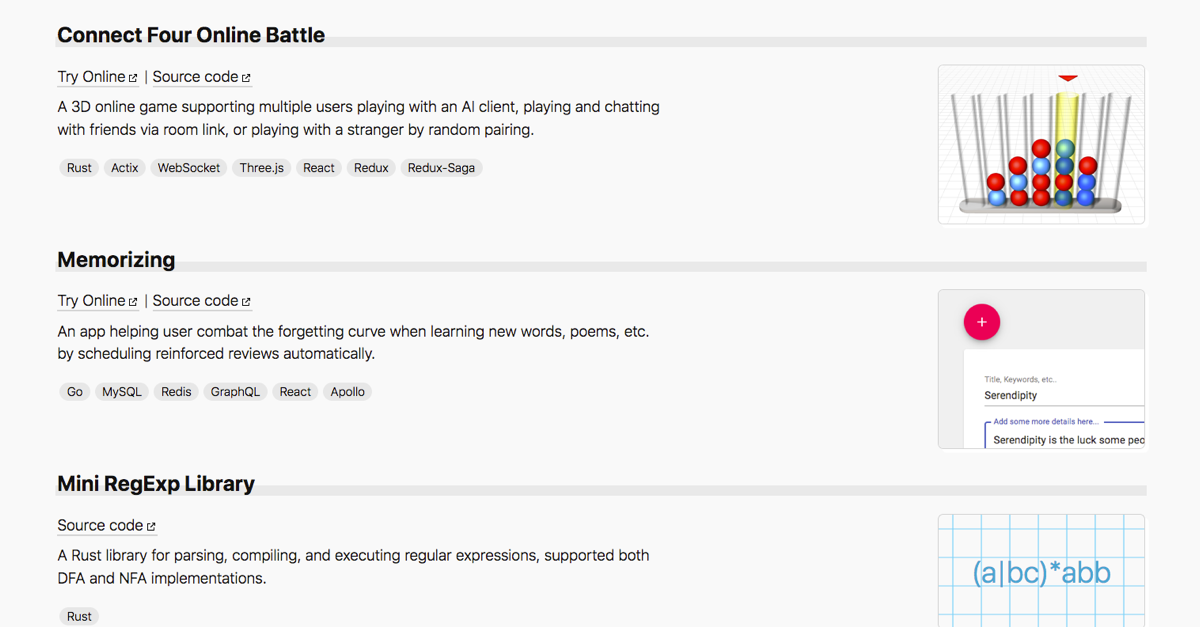 Connect Four Online Battle
Try Online | Source code
A 3D online game supporting multiple users playing with an AI client, playing and chatting
with friends via room link, or playing with a stranger by random pairing.
Rust Actix WebSocket Three.js React Redux Redux-Saga
Memorizing
Try Online | Source code
An app helping user combat the forgetting curve when learning new words, poems, etc.
by scheduling reinforced reviews automatically.
Go MySQL Redis GraphQL React Apollo
+
Title, Keywords, etc..
Serendipity
Add some more details here...
Serendipity is the luck some peo
Mini RegExp Library
Source code
A Rust library for parsing, compiling, and executing regular expressions, supported both
DFA and NFA implementations.
Rust
(a|bc)*abb